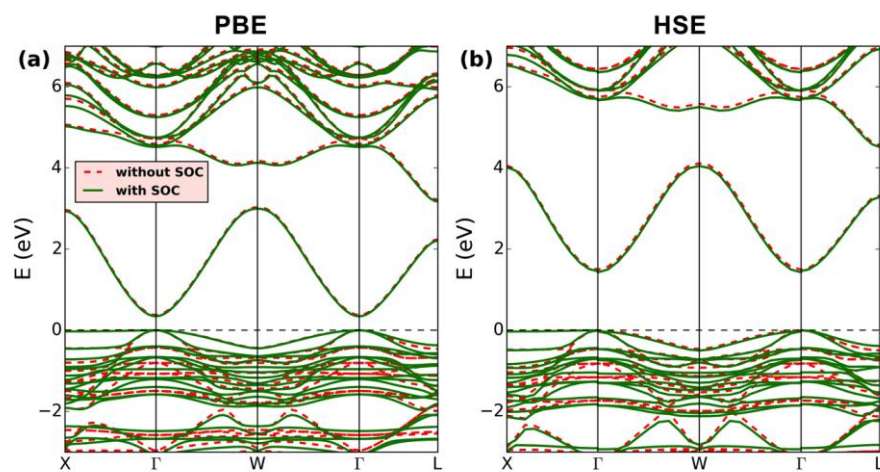 PBE
HSE
(a)
(b)
6
4
2
0
−2
E (eV)
without SOC
with SOC
X Γ W Γ L
6
4
2
0
−2
E (eV)
X Γ W Γ L